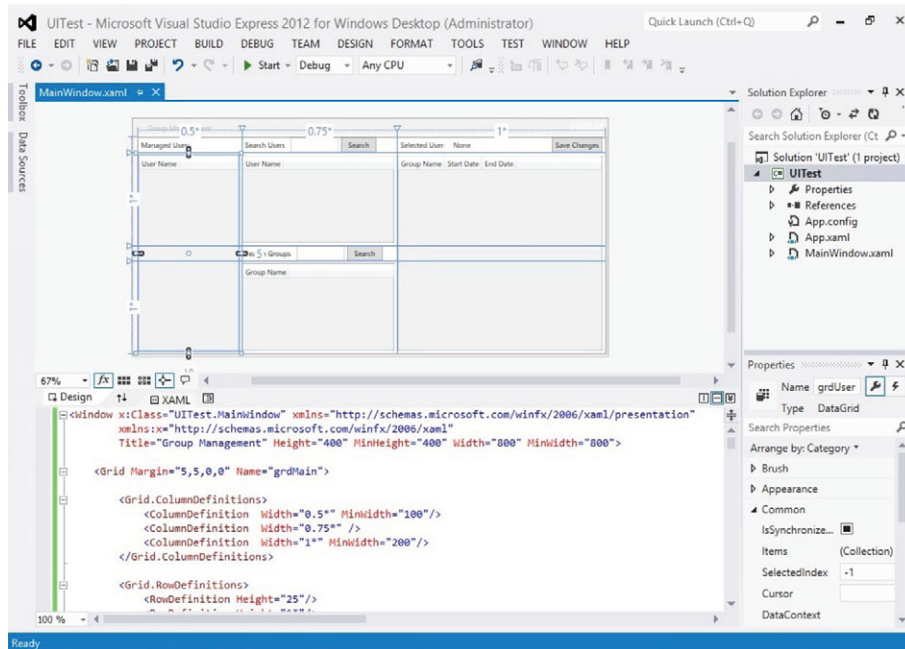 UITest - Microsoft Visual Studio Express 2012 for Windows Desktop (Administrator)
Quick Launch (Ctrl+Q)
FILE EDIT VIEW PROJECT BUILD DEBUG TEAM DESIGN FORMAT TOOLS TEST WINDOW HELP
Start Debug Any CPU
Toolbox
Data Sources
MainWindow.xaml
0.5* 0.75* 1*
Managed Users Search Users Search Selected User: None Save Changes
User Name User Name Group Name Start Date End Date
1*
Groups Search
Group Name
1*
67% fx
Design XAML
<Window x:Class="UITest.MainWindow" xmlns="http://schemas.microsoft.com/winfx/2006/xaml/presentation"
xmlns:x="http://schemas.microsoft.com/winfx/2006/xaml"
Title="Group Management" Height="400" MinHeight="400" Width="800" MinWidth="800">
<Grid Margin="5,5,0,0" Name="grdMain">
<Grid.ColumnDefinitions>
<ColumnDefinition Width="0.5*" MinWidth="100"/>
<ColumnDefinition Width="0.75*" />
<ColumnDefinition Width="1*" MinWidth="200"/>
</Grid.ColumnDefinitions>
<Grid.RowDefinitions>
<RowDefinition Height="25"/>
100 %
Solution Explorer
Search Solution Explorer (Ct
Solution 'UITest' (1 project)
UITest
Properties
References
App.config
App.xaml
MainWindow.xaml
Properties
Name grdUser
Type DataGrid
Search Properties
Arrange by: Category
Brush
Appearance
Common
IsSynchronize...
Items (Collection)
SelectedIndex -1
Cursor
DataContext
Ready